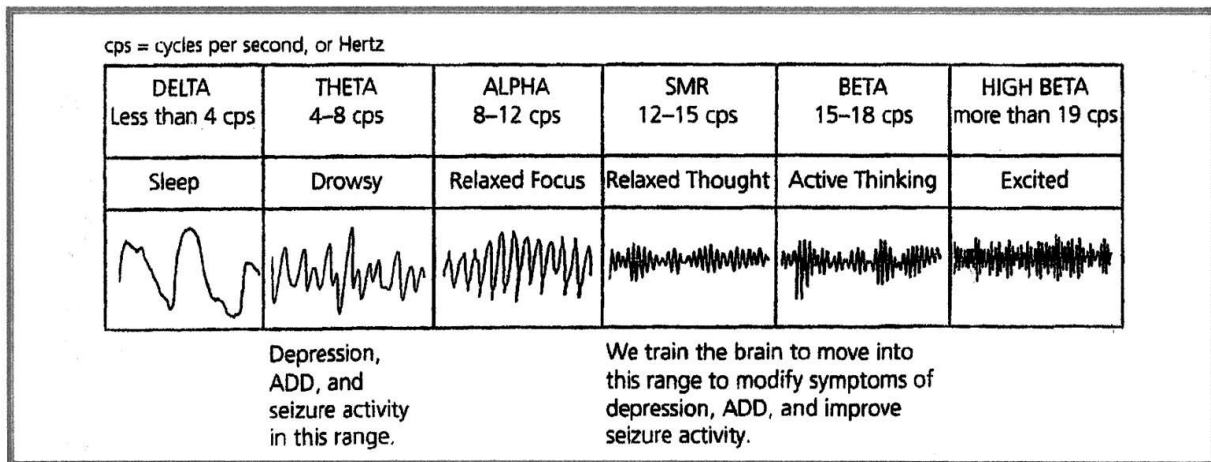 cps = cycles per second, or Hertz
DELTA
Less than 4 cps
THETA
4–8 cps
ALPHA
8–12 cps
SMR
12–15 cps
BETA
15–18 cps
HIGH BETA
more than 19 cps
Sleep
Drowsy
Relaxed Focus
Relaxed Thought
Active Thinking
Excited
Depression,
ADD, and
seizure activity
in this range.
We train the brain to move into
this range to modify symptoms of
depression, ADD, and improve
seizure activity.